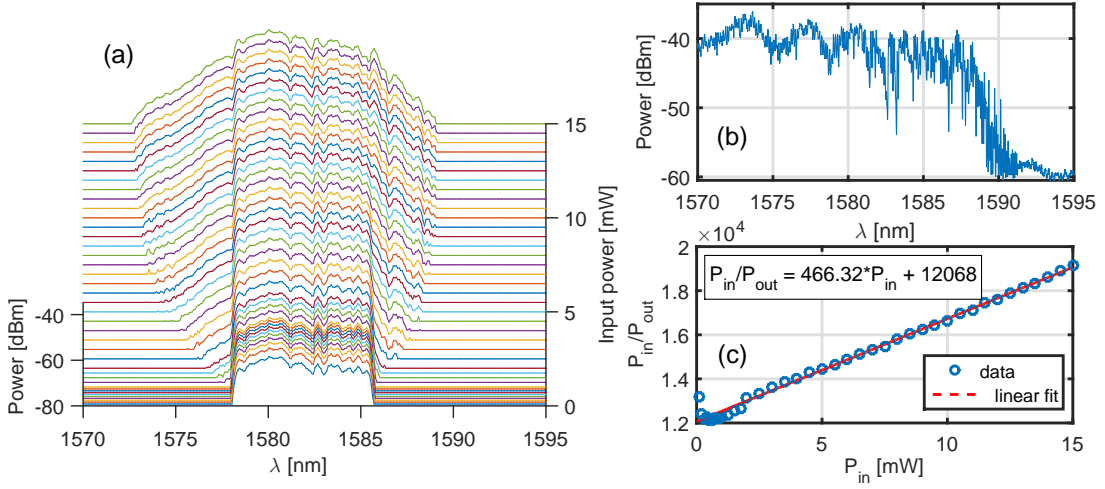 (a)
Power [dBm]
-40
-60
-80
1570
1575
1580
1585
1590
1595
λ [nm]
15
10
5
0
Input power [mW]
(b)
Power [dBm]
-40
-50
-60
1570
1575
1580
1585
1590
1595
λ [nm]
×10⁴
P_in/P_out = 466.32*P_in + 12068
2
1.8
1.6
1.4
1.2
P_in/P_out
(c)
data
linear fit
0
5
10
15
P_in [mW]